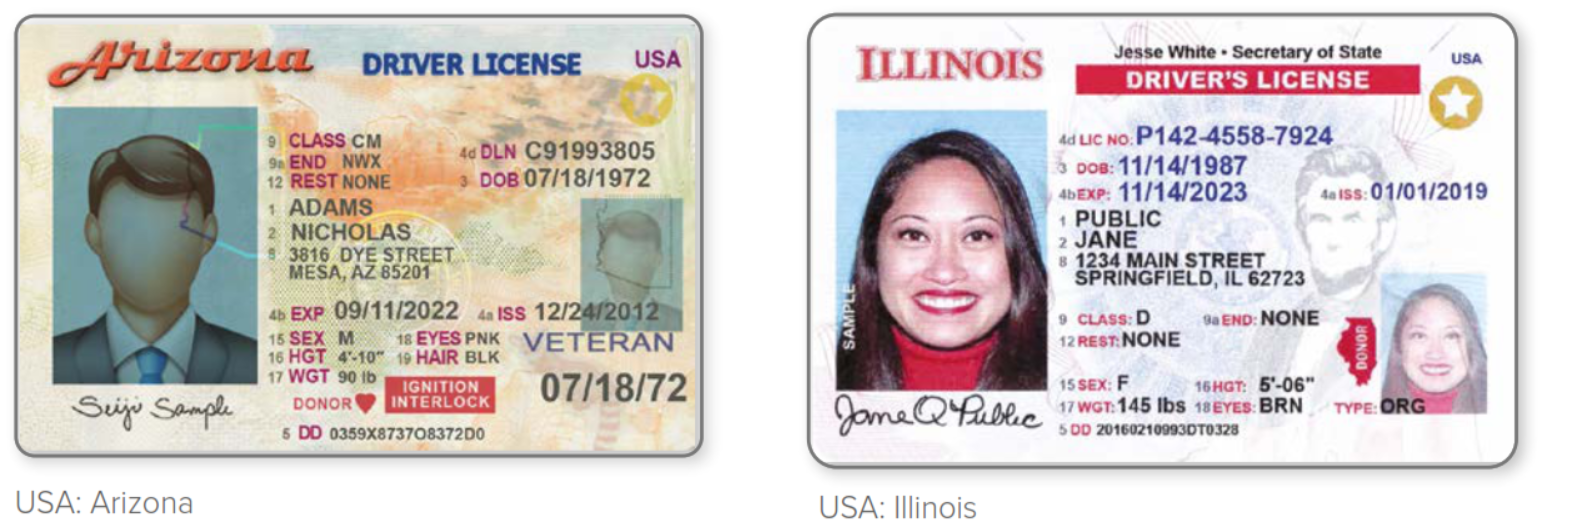 Arizona
DRIVER LICENSE
USA
9 CLASS CM
9a END NWX
12 REST NONE
4d DLN C91993805
3 DOB 07/18/1972
1 ADAMS
2 NICHOLAS
8 3816 DYE STREET
MESA, AZ 85201
4b EXP 09/11/2022
4a ISS 12/24/2012
15 SEX M
18 EYES PNK
16 HGT 4'-10"
19 HAIR BLK
17 WGT 90 lb
VETERAN
DONOR
IGNITION
INTERLOCK
07/18/72
Seiji Sample
5 DD 0359X8737O8372D0
USA: Arizona
ILLINOIS
Jesse White • Secretary of State
DRIVER'S LICENSE
USA
4d LIC NO: P142-4558-7924
3 DOB: 11/14/1987
4b EXP: 11/14/2023
4a ISS: 01/01/2019
1 PUBLIC
2 JANE
8 1234 MAIN STREET
SPRINGFIELD, IL 62723
9 CLASS: D
9a END: NONE
12 REST: NONE
DONOR
SAMPLE
15 SEX: F
16 HGT: 5'-06"
17 WGT: 145 lbs
18 EYES: BRN
TYPE: ORG
Jane Q Public
5 DD 20160210993DT0328
USA: Illinois